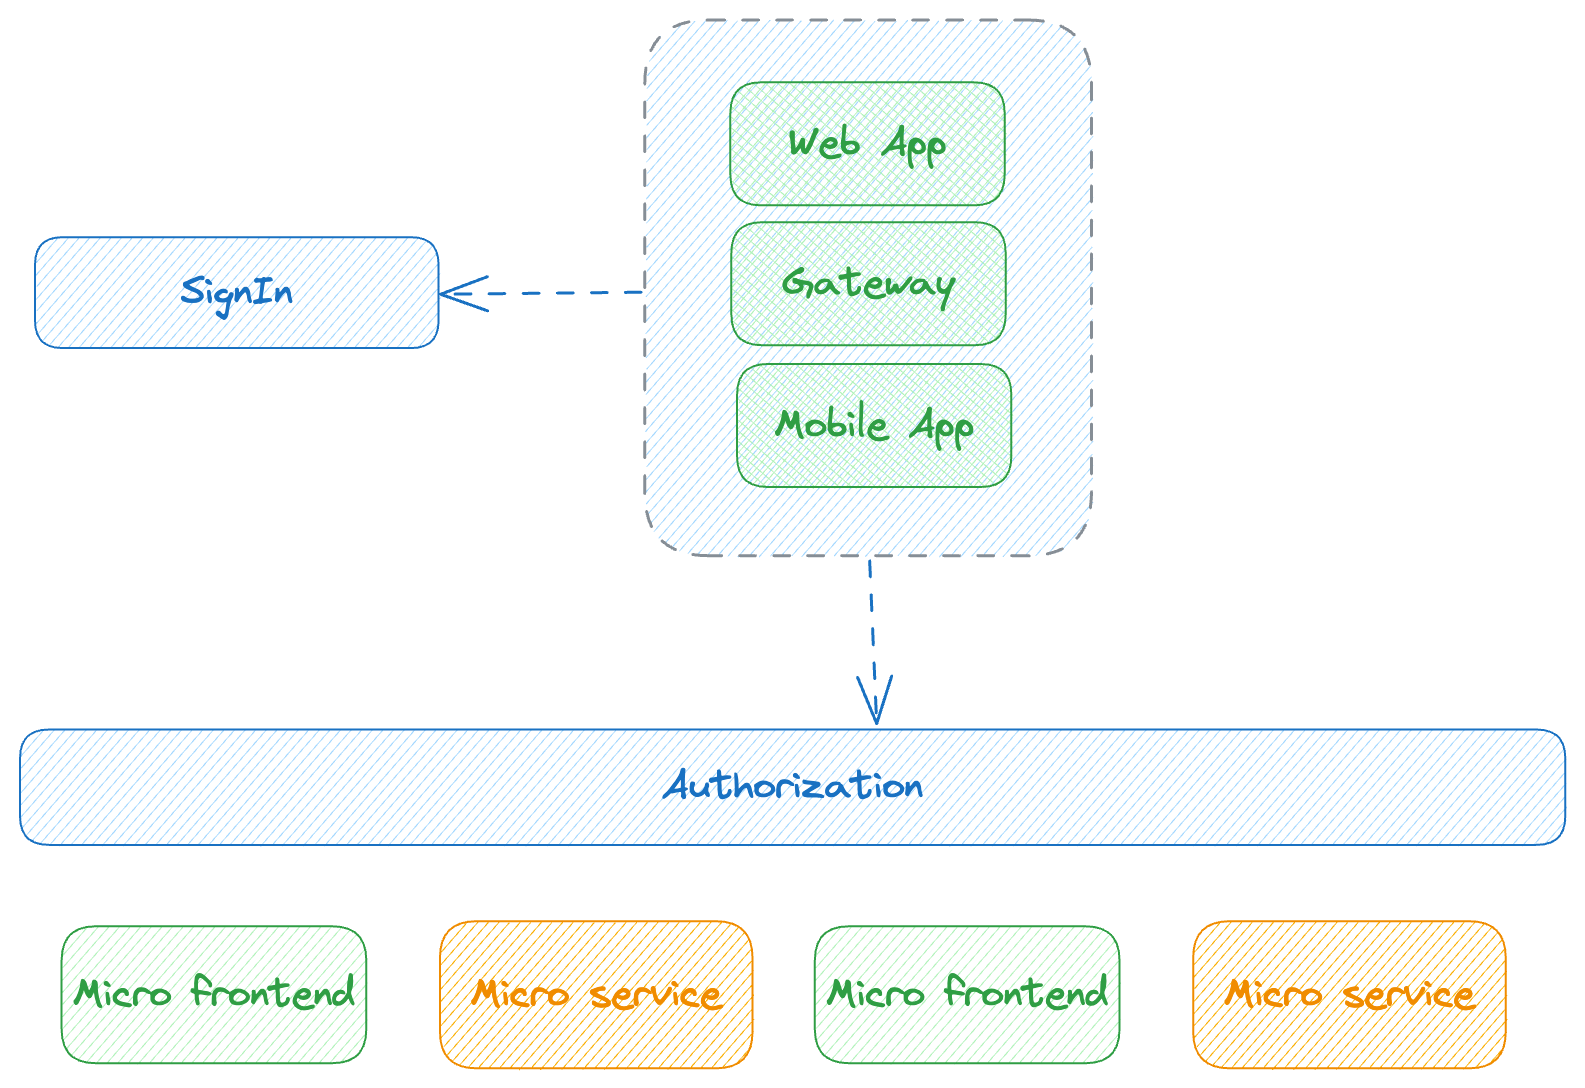 Web App
Gateway
SignIn
Mobile App
Authorization
Micro frontend
Micro service
Micro frontend
Micro service